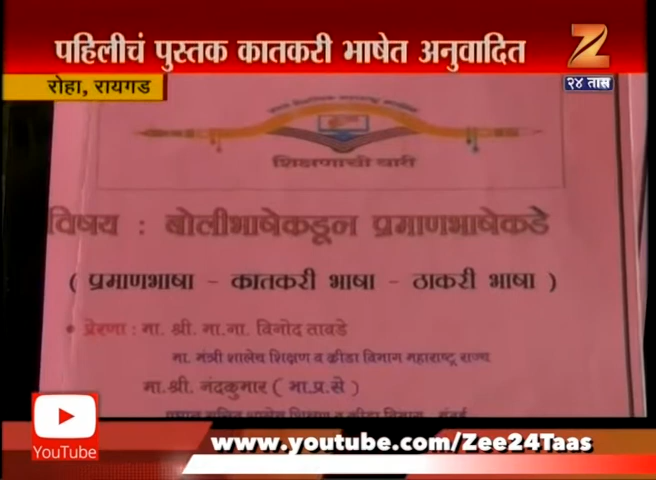 पहिलीचं पुस्तक कातकरी भाषेत अनुवादित
रोहा, रायगड
२४ तास
शिक्षणाची वारी
विषय : बोलीभाषेकडून प्रमाणभाषेकडे
( प्रमाणभाषा - कातकरी भाषा - ठाकरी भाषा )
• प्रेरणा : मा. श्री. मा.ना. विनोद तावडे
मा. मंत्री शालेय शिक्षण व क्रीडा विभाग महाराष्ट्र राज्य
मा.श्री. नंदकुमार ( भा.प्र.से )
YouTube
www.youtube.com/Zee24Taas